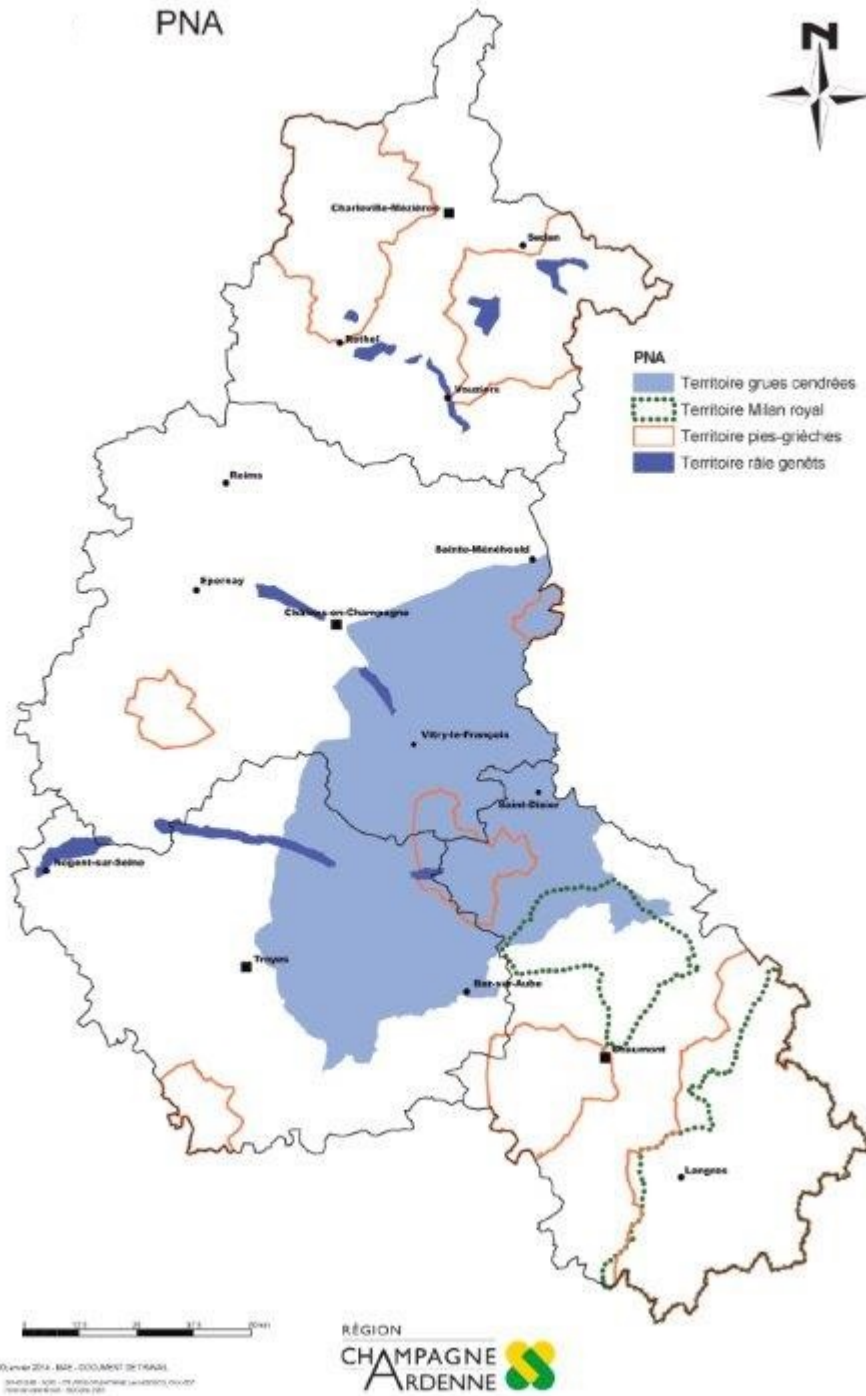 PNA
N
Charleville-Mézières
Sedan
Rethel
Vouziers
PNA
Territoire grues cendrées
Territoire Milan royal
Territoire pies-grièches
Territoire râle genêts
Reims
Sainte-Ménéhould
Epernay
Châlons-en-Champagne
Vitry-le-François
Saint-Dizier
Nogent-sur-Seine
Troyes
Bar-sur-Aube
Chaumont
Langres
RÉGION
CHAMPAGNE
ARDENNE